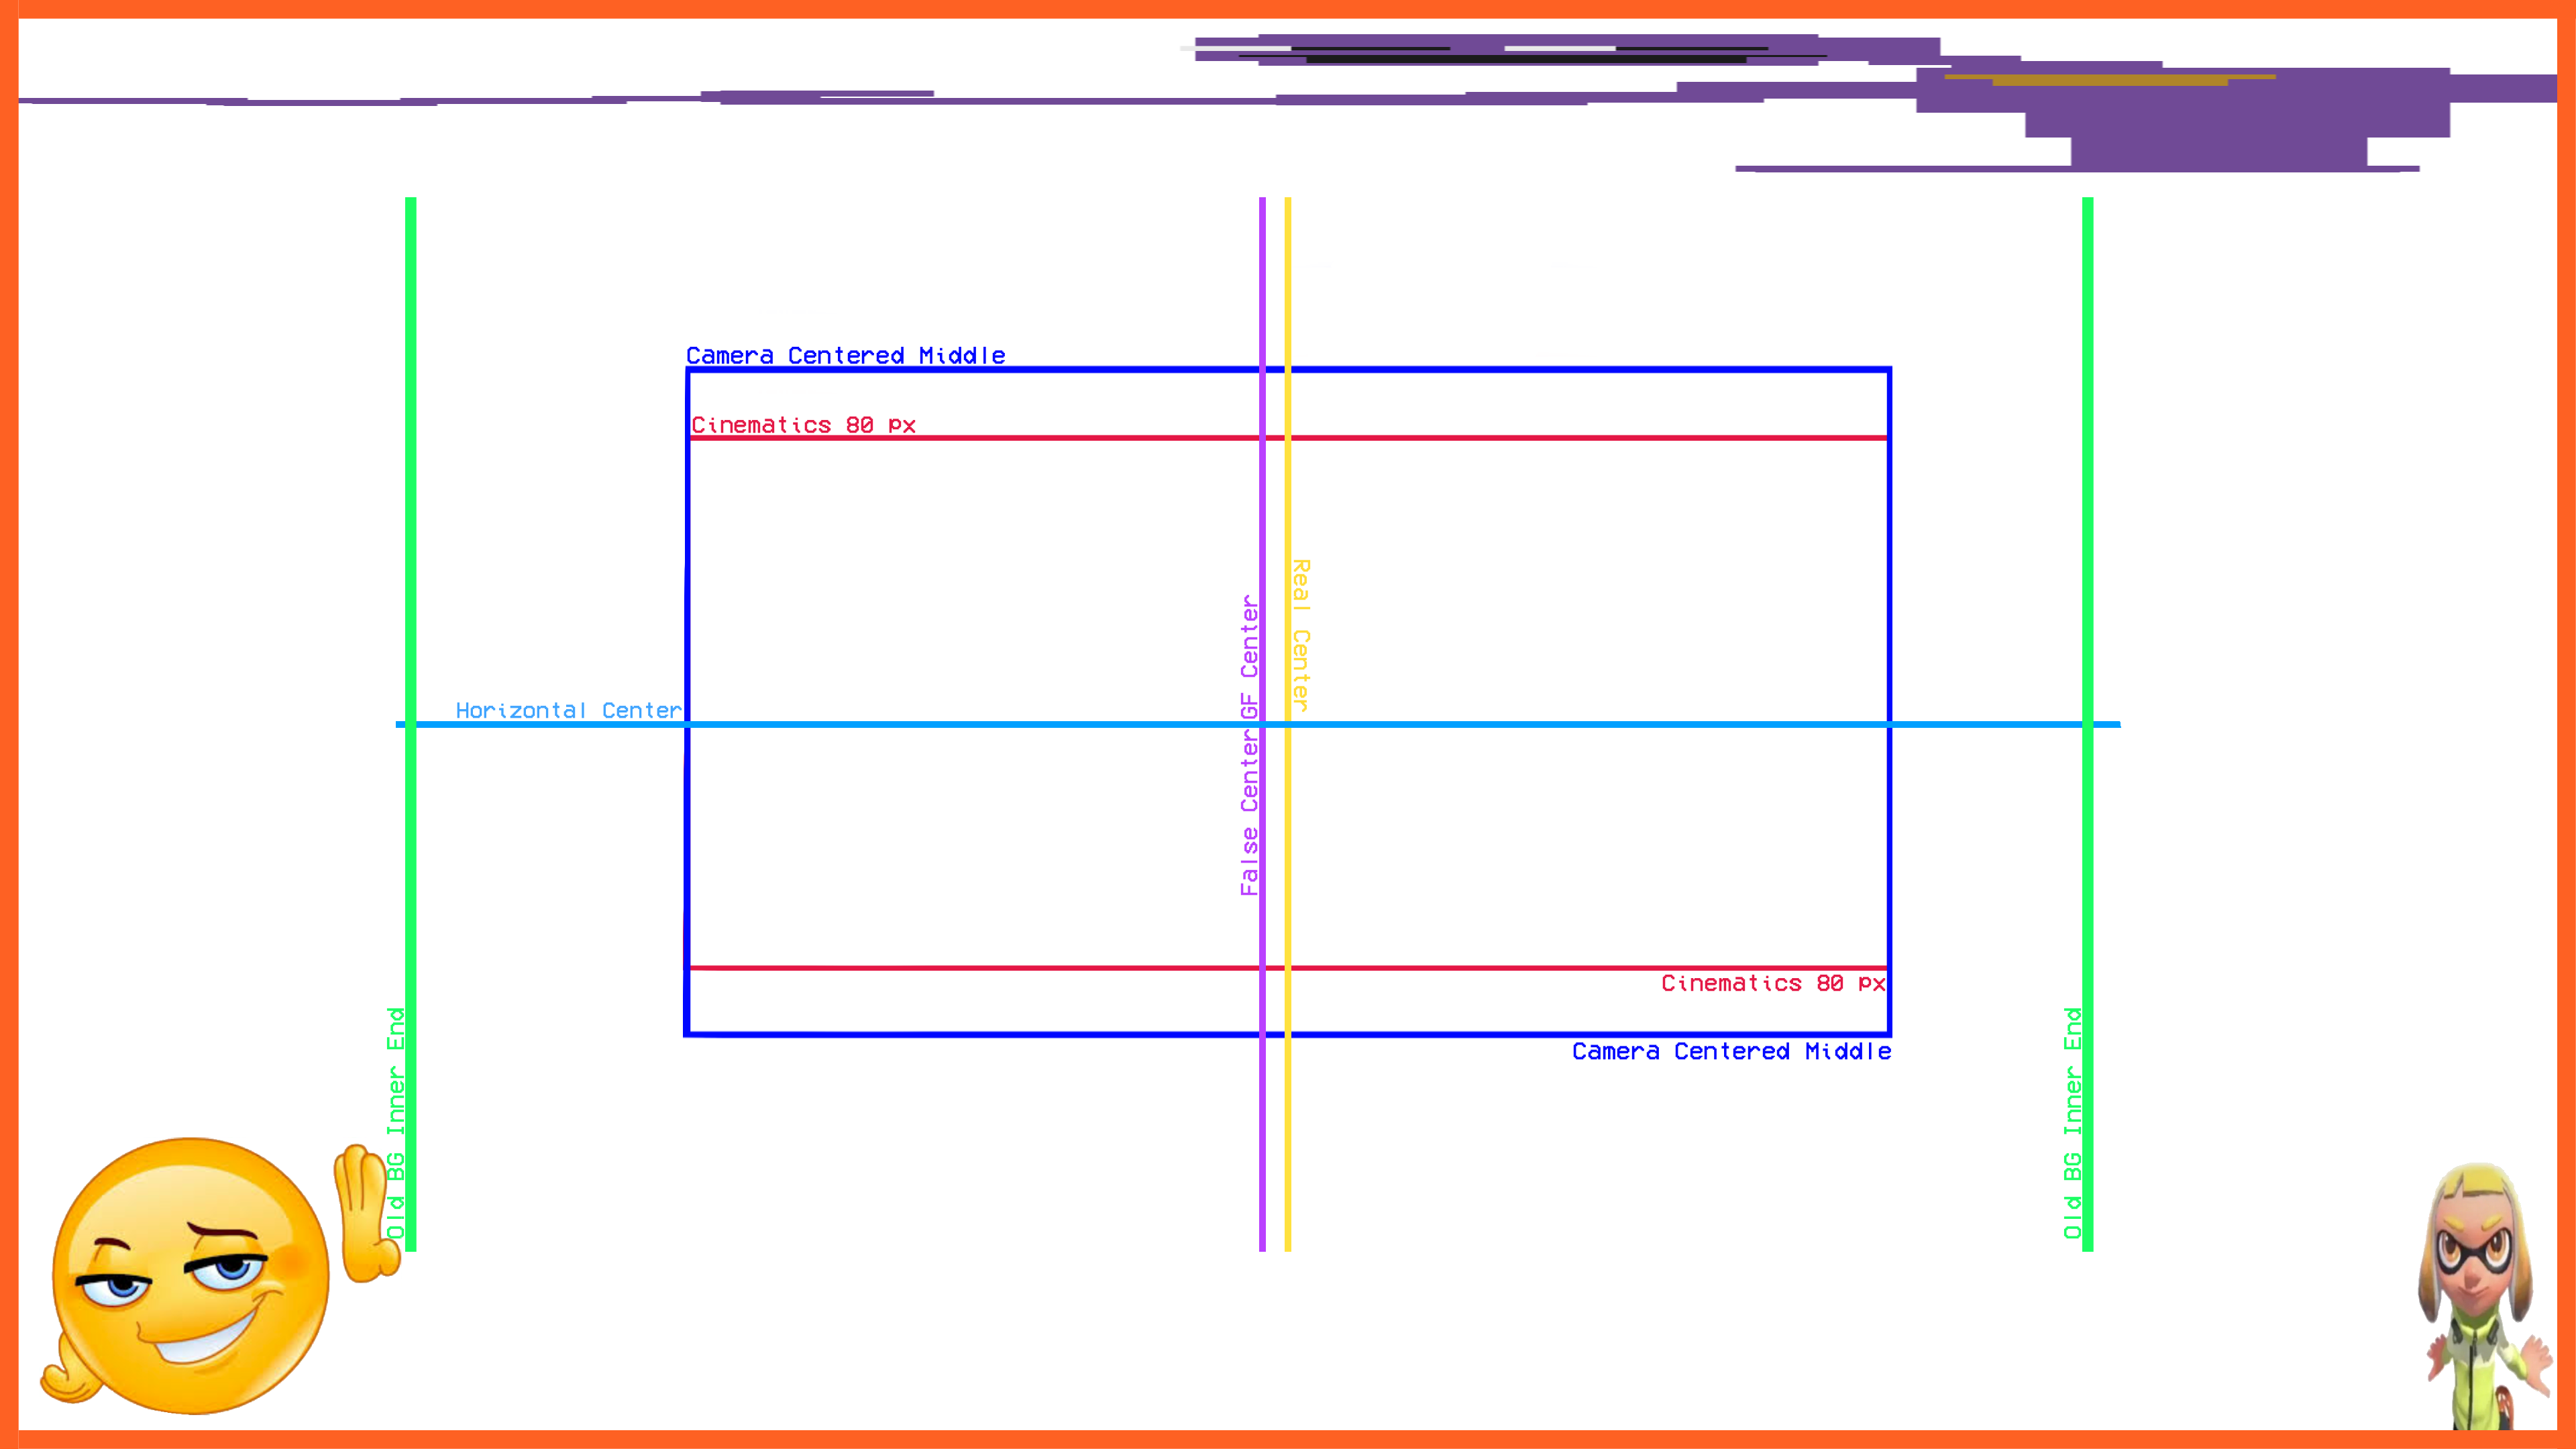 Camera Centered Middle
Cinematics 80 px
Real Center
False Center GF Center
Horizontal Center
Cinematics 80 px
Camera Centered Middle
Old BG Inner End
Old BG Inner End